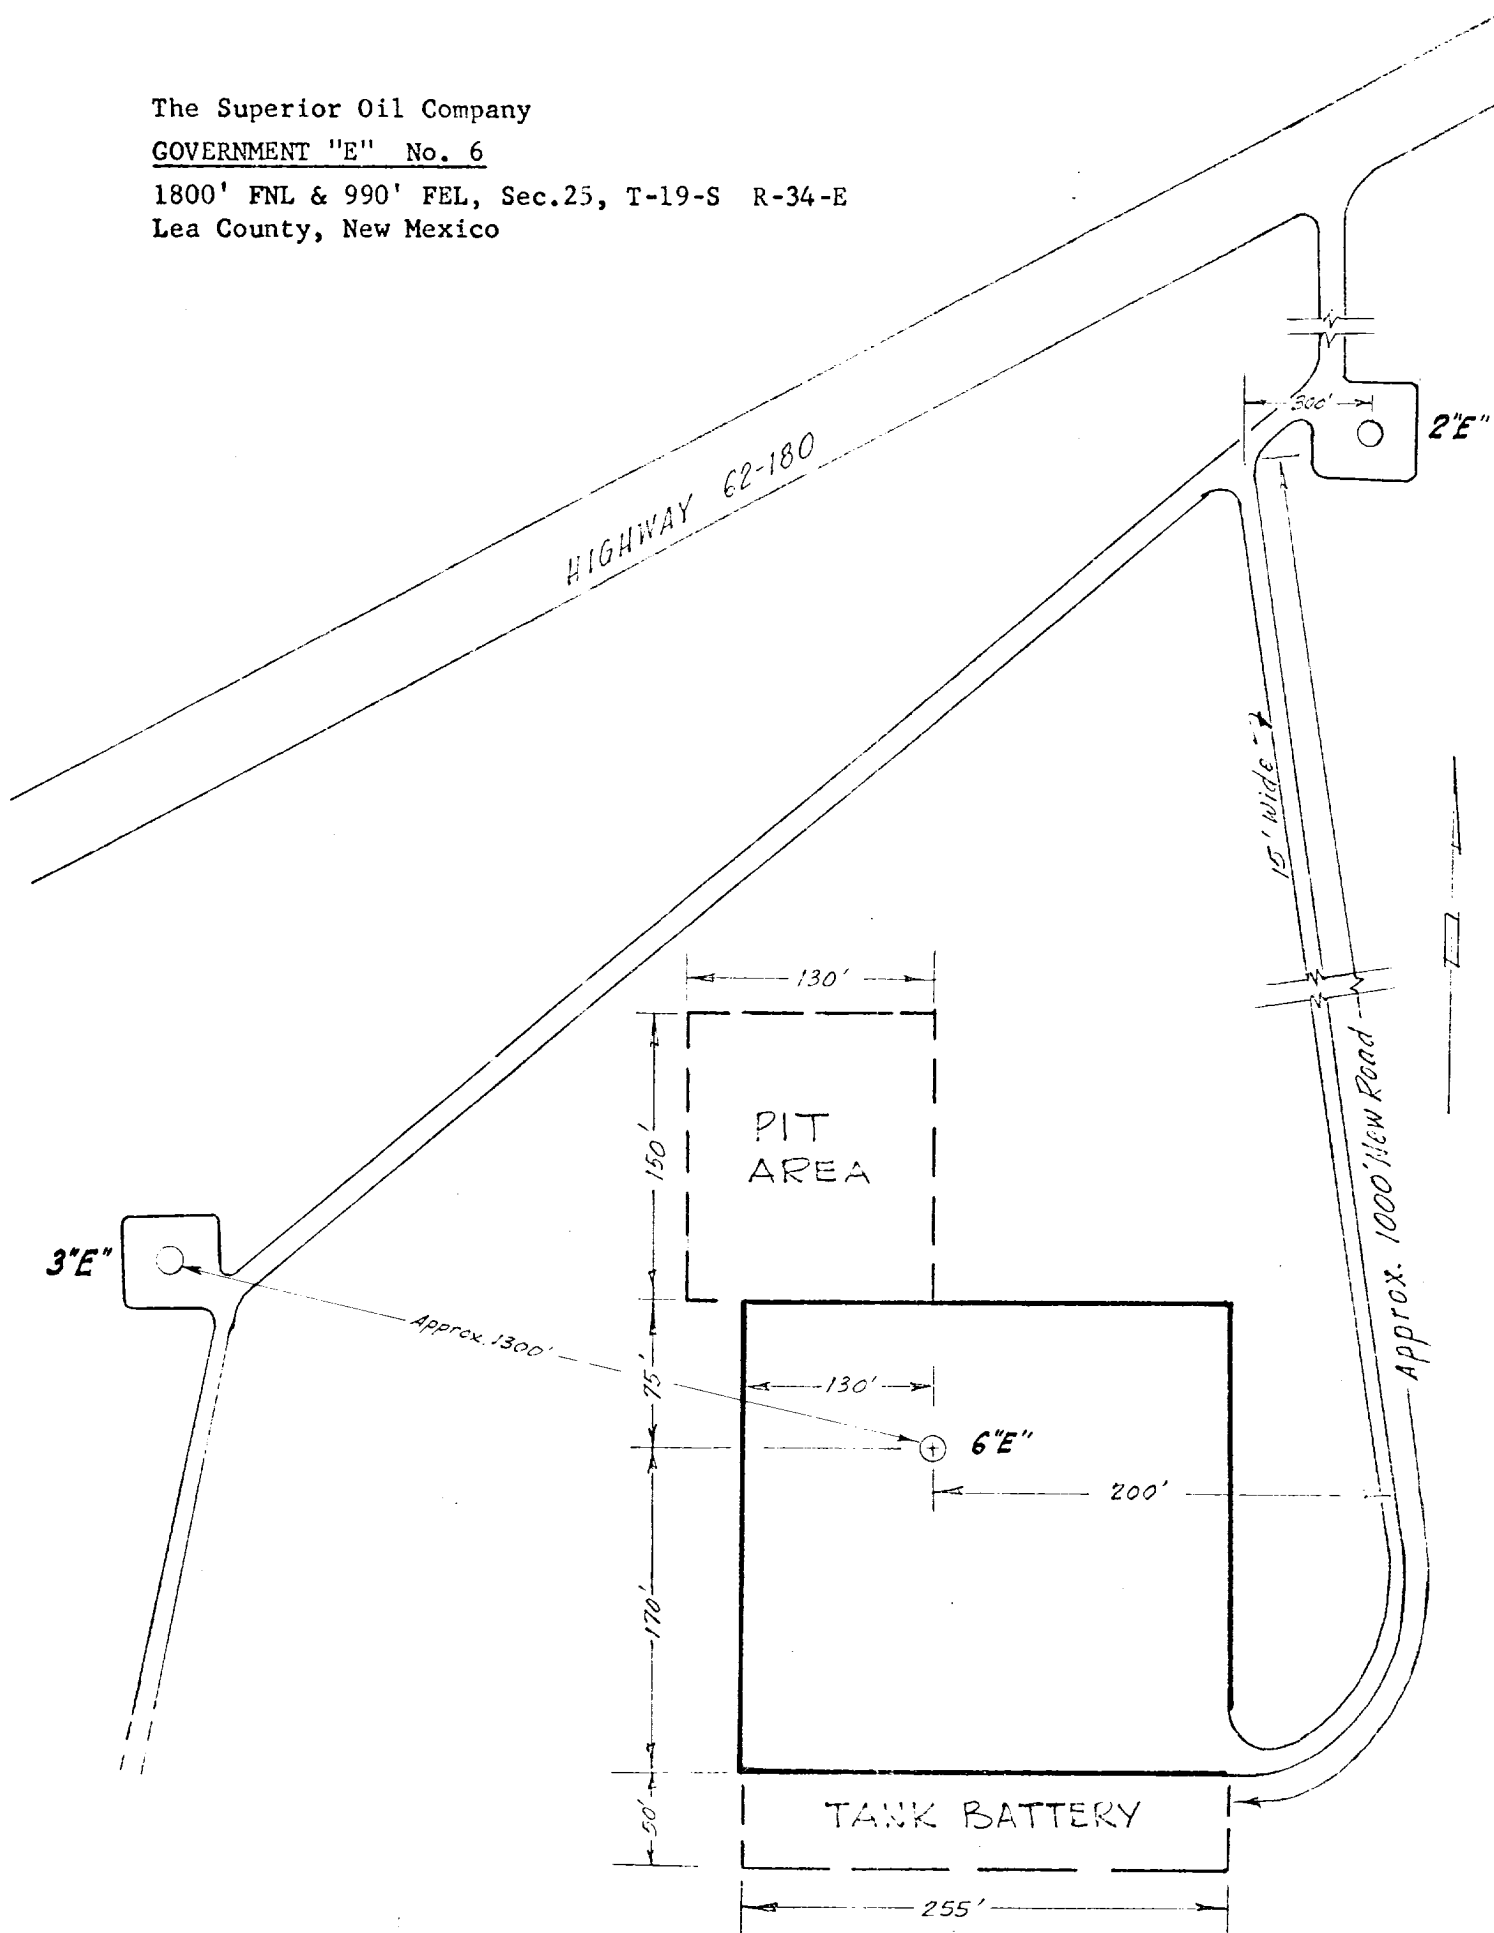 The Superior Oil Company
GOVERNMENT "E" No. 6
1800' FNL & 990' FEL, Sec.25, T-19-S R-34-E
Lea County, New Mexico
300'
2"E"
HIGHWAY 62-180
15' Wide
130'
PIT
AREA
150'
Approx. 1000' New Road
3"E"
Approx. 1300'
75'
130'
6"E"
200'
170'
TANK BATTERY
50'
255'